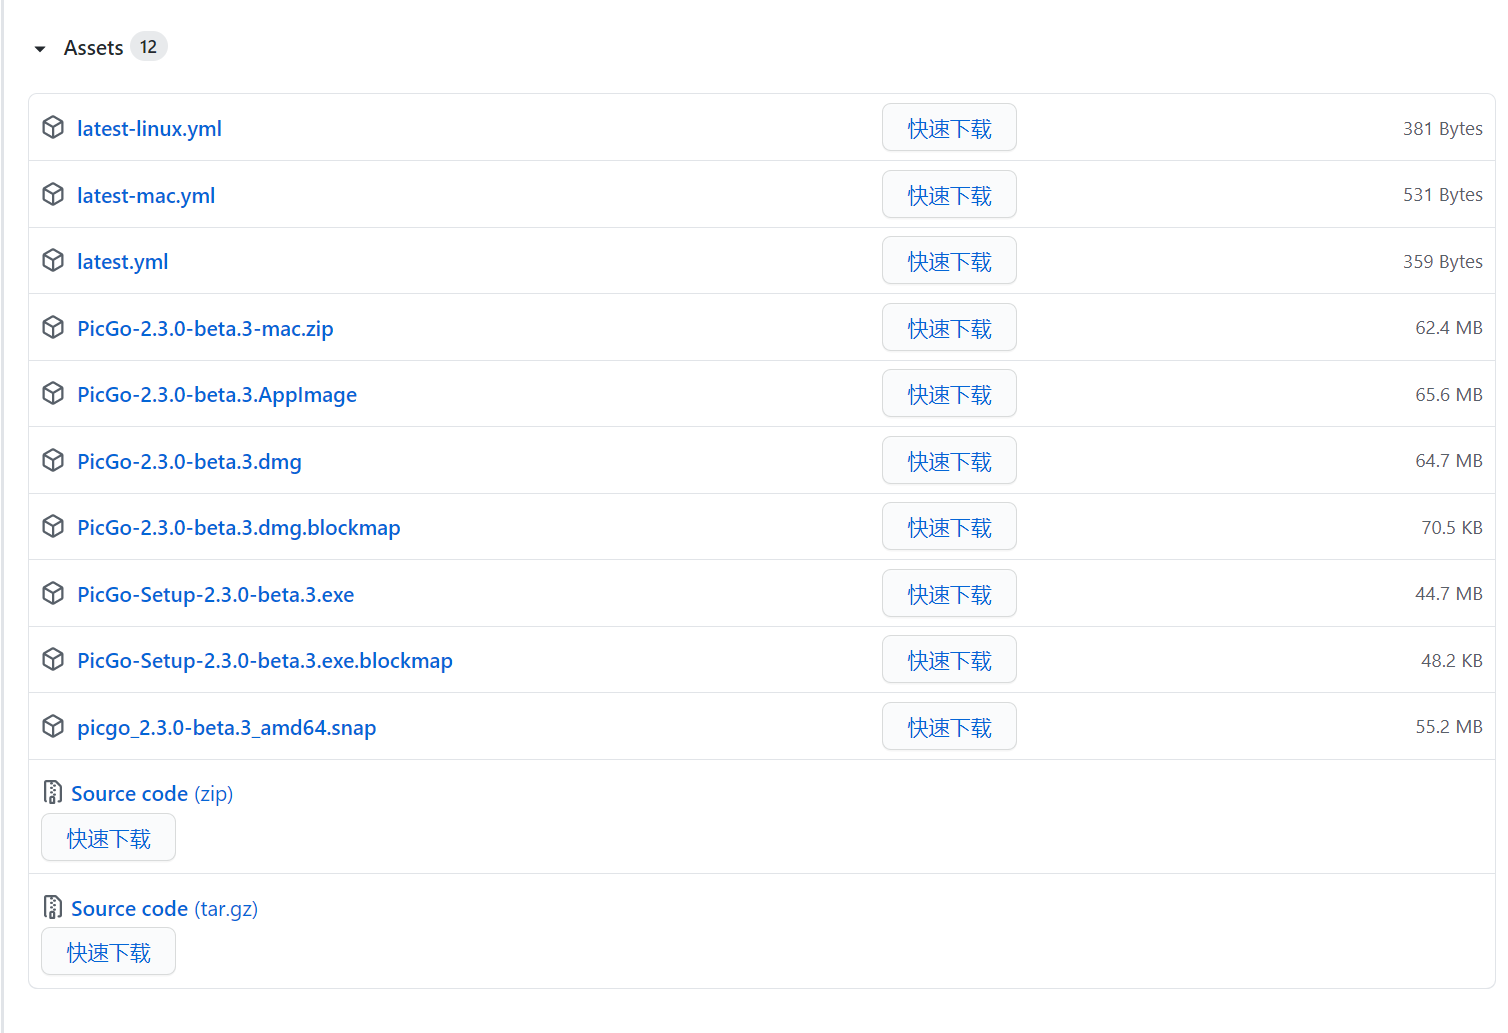 Assets 12
latest-linux.yml 快速下载 381 Bytes
latest-mac.yml 快速下载 531 Bytes
latest.yml 快速下载 359 Bytes
PicGo-2.3.0-beta.3-mac.zip 快速下载 62.4 MB
PicGo-2.3.0-beta.3.AppImage 快速下载 65.6 MB
PicGo-2.3.0-beta.3.dmg 快速下载 64.7 MB
PicGo-2.3.0-beta.3.dmg.blockmap 快速下载 70.5 KB
PicGo-Setup-2.3.0-beta.3.exe 快速下载 44.7 MB
PicGo-Setup-2.3.0-beta.3.exe.blockmap 快速下载 48.2 KB
picgo_2.3.0-beta.3_amd64.snap 快速下载 55.2 MB
Source code (zip)
快速下载
Source code (tar.gz)
快速下载